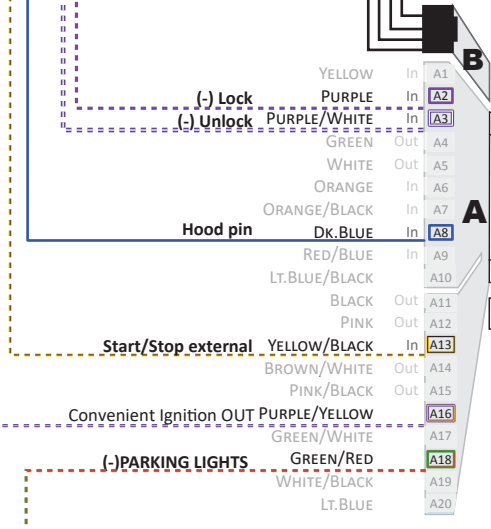 B
YELLOW In A1
(-) Lock PURPLE In A2
(-) Unlock PURPLE/WHITE In A3
GREEN Out A4
WHITE Out A5
ORANGE In A6
ORANGE/BLACK In A7
A
Hood pin DK.BLUE In A8
RED/BLUE In A9
LT.BLUE/BLACK A10
BLACK Out A11
PINK Out A12
Start/Stop external YELLOW/BLACK In A13
BROWN/WHITE Out A14
PINK/BLACK Out A15
Convenient Ignition OUT PURPLE/YELLOW A16
GREEN/WHITE A17
(-)PARKING LIGHTS GREEN/RED A18
WHITE/BLACK A19
LT.BLUE A20